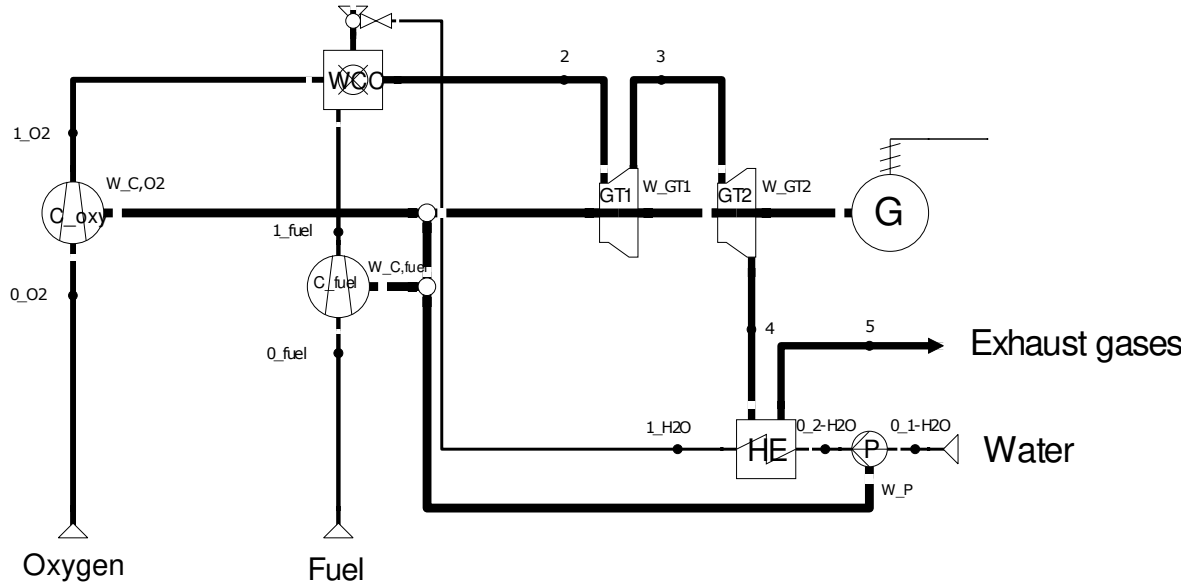 WCC
2
3
1_O2
W_C,O2
C_oxy
GT1
W_GT1
GT2
W_GT2
G
1_fuel
W_C,fuel
C_fuel
0_O2
0_fuel
4
5
Exhaust gases
1_H2O
HE
0_2-H2O
P
0_1-H2O
Water
W_P
Oxygen
Fuel